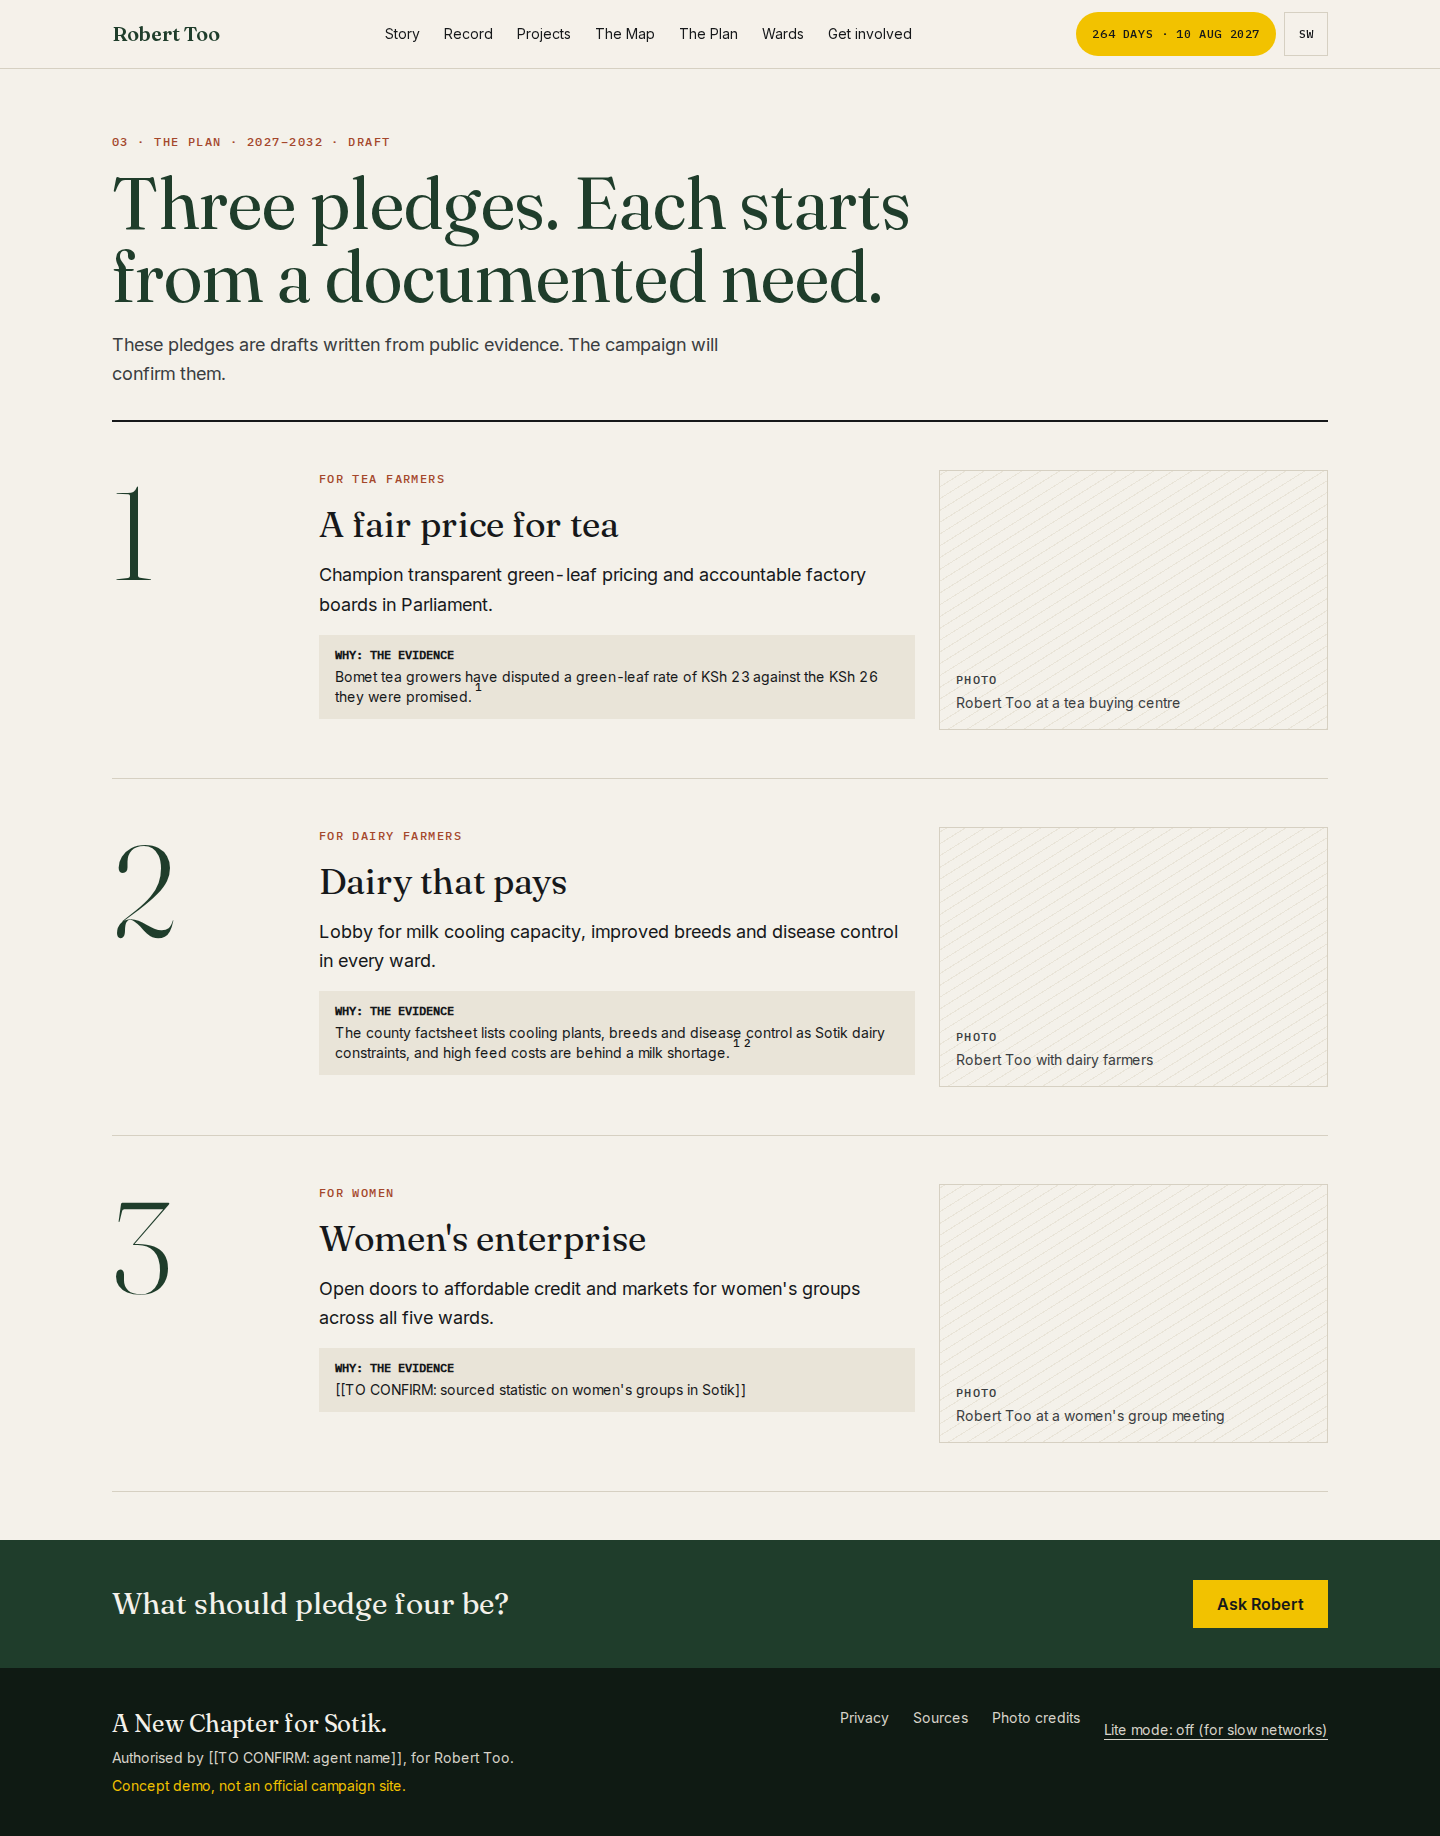 Robert Too
Story Record Projects The Map The Plan Wards Get involved
264 DAYS · 10 AUG 2027
SW
03 · THE PLAN · 2027–2032 · DRAFT
Three pledges. Each starts
from a documented need.
These pledges are drafts written from public evidence. The campaign will
confirm them.
1
FOR TEA FARMERS
A fair price for tea
Champion transparent green-leaf pricing and accountable factory
boards in Parliament.
WHY: THE EVIDENCE
Bomet tea growers have disputed a green-leaf rate of KSh 23 against the KSh 26
they were promised. 1
PHOTO
Robert Too at a tea buying centre
2
FOR DAIRY FARMERS
Dairy that pays
Lobby for milk cooling capacity, improved breeds and disease control
in every ward.
WHY: THE EVIDENCE
The county factsheet lists cooling plants, breeds and disease control as Sotik dairy
constraints, and high feed costs are behind a milk shortage. 1 2
PHOTO
Robert Too with dairy farmers
3
FOR WOMEN
Women's enterprise
Open doors to affordable credit and markets for women's groups
across all five wards.
WHY: THE EVIDENCE
[[TO CONFIRM: sourced statistic on women's groups in Sotik]]
PHOTO
Robert Too at a women's group meeting
What should pledge four be?
Ask Robert
A New Chapter for Sotik.
Authorised by [[TO CONFIRM: agent name]], for Robert Too.
Concept demo, not an official campaign site.
Privacy Sources Photo credits Lite mode: off (for slow networks)